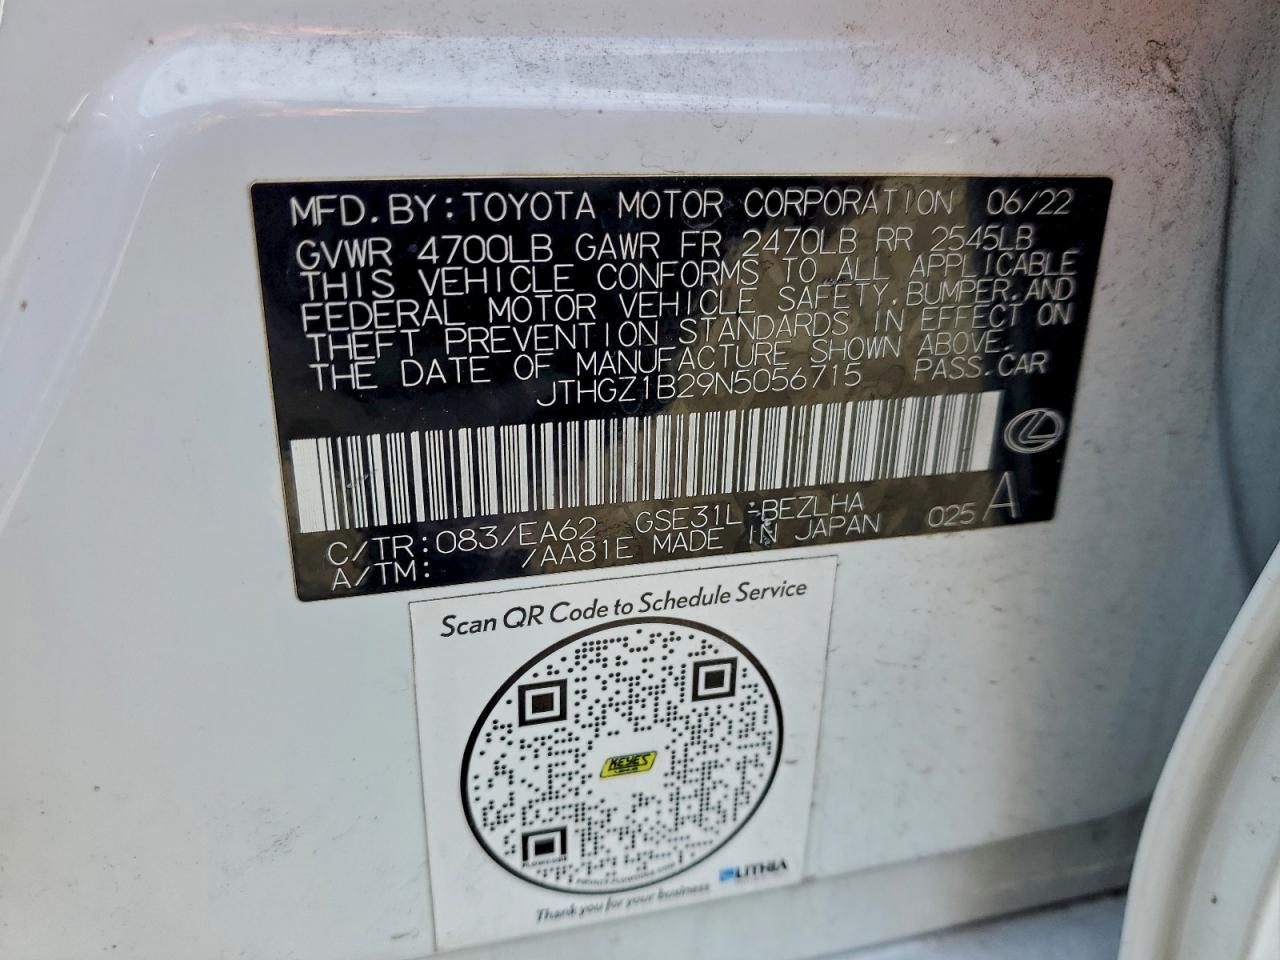 MFD. BY: TOYOTA MOTOR CORPORATION 06/22
GVWR 4700LB GAWR FR 2470LB RR 2545LB
THIS VEHICLE CONFORMS TO ALL APPLICABLE
FEDERAL MOTOR VEHICLE SAFETY, BUMPER, AND
THEFT PREVENTION STANDARDS IN EFFECT ON
THE DATE OF MANUFACTURE SHOWN ABOVE.
JTHGZ1B29N5056715 PASS. CAR
C/TR: 083/EA62 GSE31L-BEZLHA
A/TM: /AA81E MADE IN JAPAN 025 A
Scan QR Code to Schedule Service
KEYES
Thank you for your business
LITHIA